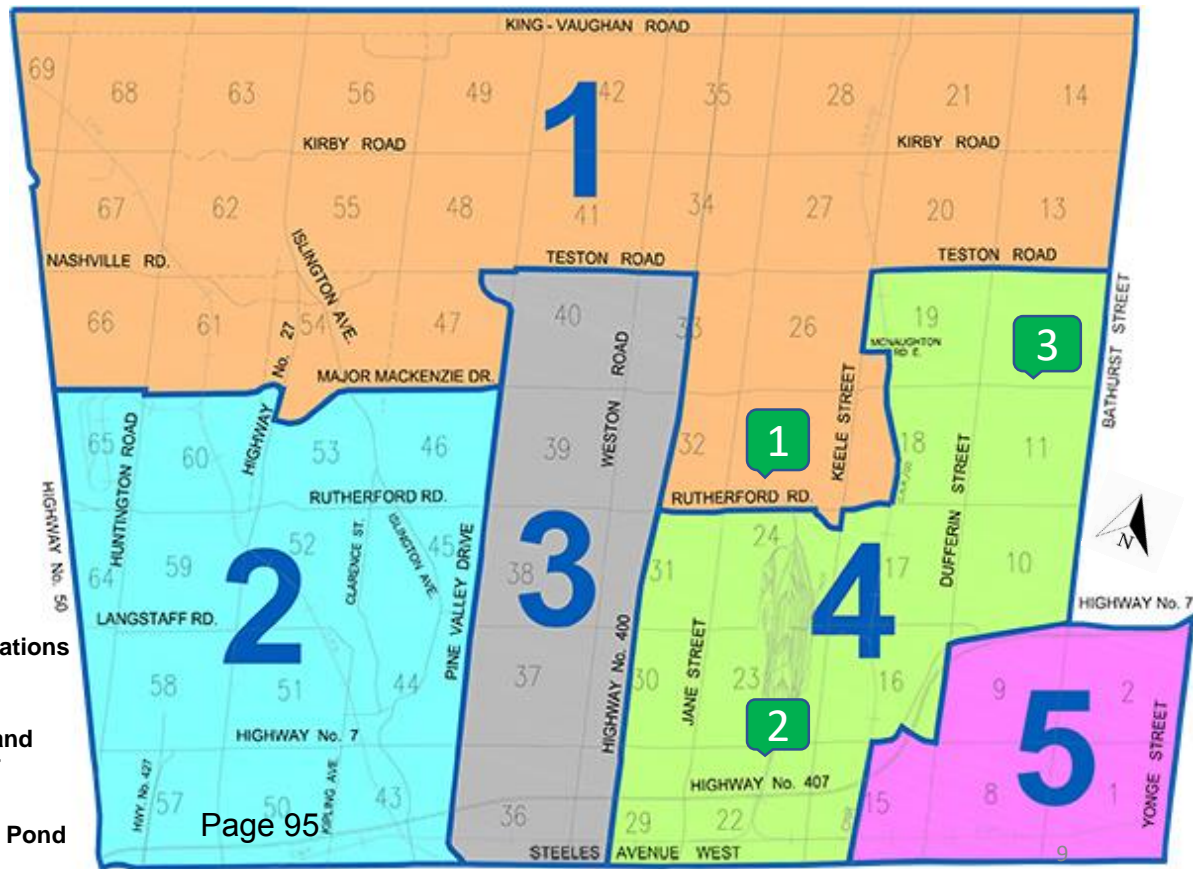 KING - VAUGHAN ROAD
69
68
63
56
49
42
35
28
21
14
1
KIRBY ROAD
KIRBY ROAD
67
62
55
48
41
34
27
20
13
NASHVILLE RD.
ISLINGTON AVE.
TESTON ROAD
TESTON ROAD
66
61
54
47
40
33
26
19
3
No. 27
HIGHWAY
MCNAUGHTON
RD E.
BATHURST STREET
MAJOR MACKENZIE DR.
WESTON ROAD
KEELE STREET
HUNTINGTON ROAD
65
60
53
46
39
32
1
18
11
RUTHERFORD RD.
RUTHERFORD RD.
DUFFERIN STREET
HIGHWAY No. 50
64
59
52
CLARENCE ST.
ISLINGTON AVE.
45
PINE VALLEY DRIVE
38
31
24
17
10
N
2
3
4
LANGSTAFF RD.
HIGHWAY No. 7
ations
58
51
44
37
HIGHWAY No. 400
30
JANE STREET
23
16
9
2
5
and
HIGHWAY No. 7
2
HWY. No. 427
57
50
KIPLING AVE.
43
36
HIGHWAY No. 407
29
22
15
8
1
YONGE STREET
Pond
Page 95
STEELES AVENUE WEST
9